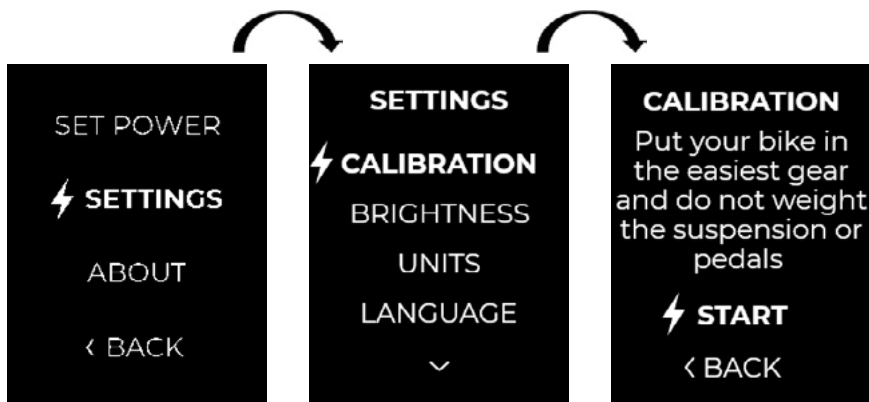 SET POWER
SETTINGS
ABOUT
< BACK
SETTINGS
CALIBRATION
BRIGHTNESS
UNITS
LANGUAGE
CALIBRATION
Put your bike in
the easiest gear
and do not weight
the suspension or
pedals
START
< BACK